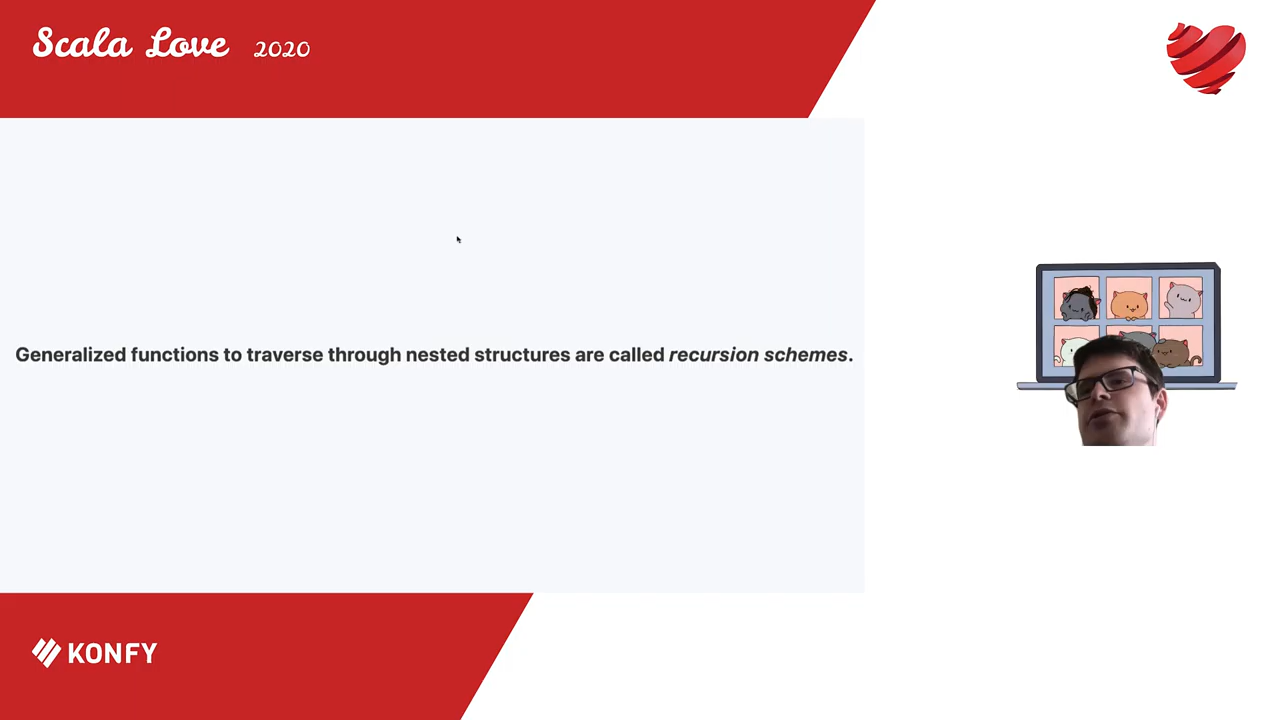 Scala Love 2020
Generalized functions to traverse through nested structures are called recursion schemes.
KONFY